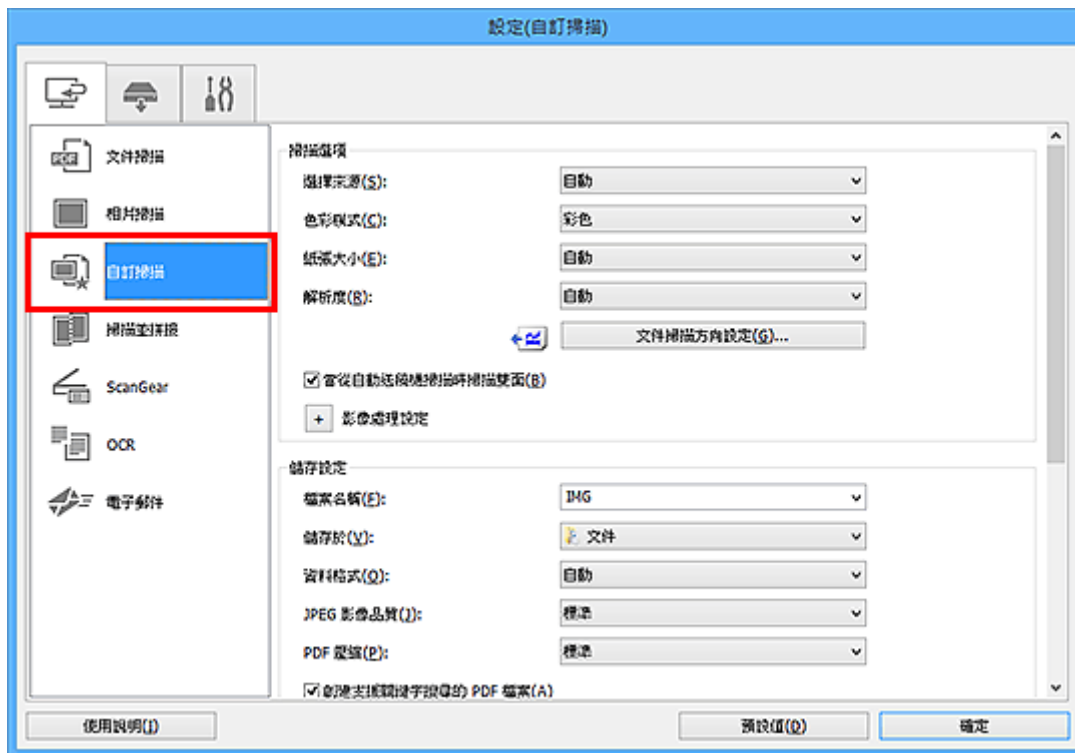 設定(自訂掃描)
文件掃描
相片掃描
自訂掃描
掃描並拼接
ScanGear
OCR
電子郵件
掃描選項
選擇來源(S): 自動
色彩模式(C): 彩色
紙張大小(E): 自動
解析度(R): 自動
文件掃描方向設定(G)...
當從自動送稿機掃描時掃描雙面(B)
+ 影像處理設定
儲存設定
檔案名稱(F): IMG
儲存於(V): 文件
資料格式(O): 自動
JPEG 影像品質(J): 標準
PDF 壓縮(P): 標準
創建支援關鍵字搜尋的 PDF 檔案(A)
使用說明(I)
預設值(D)
確定